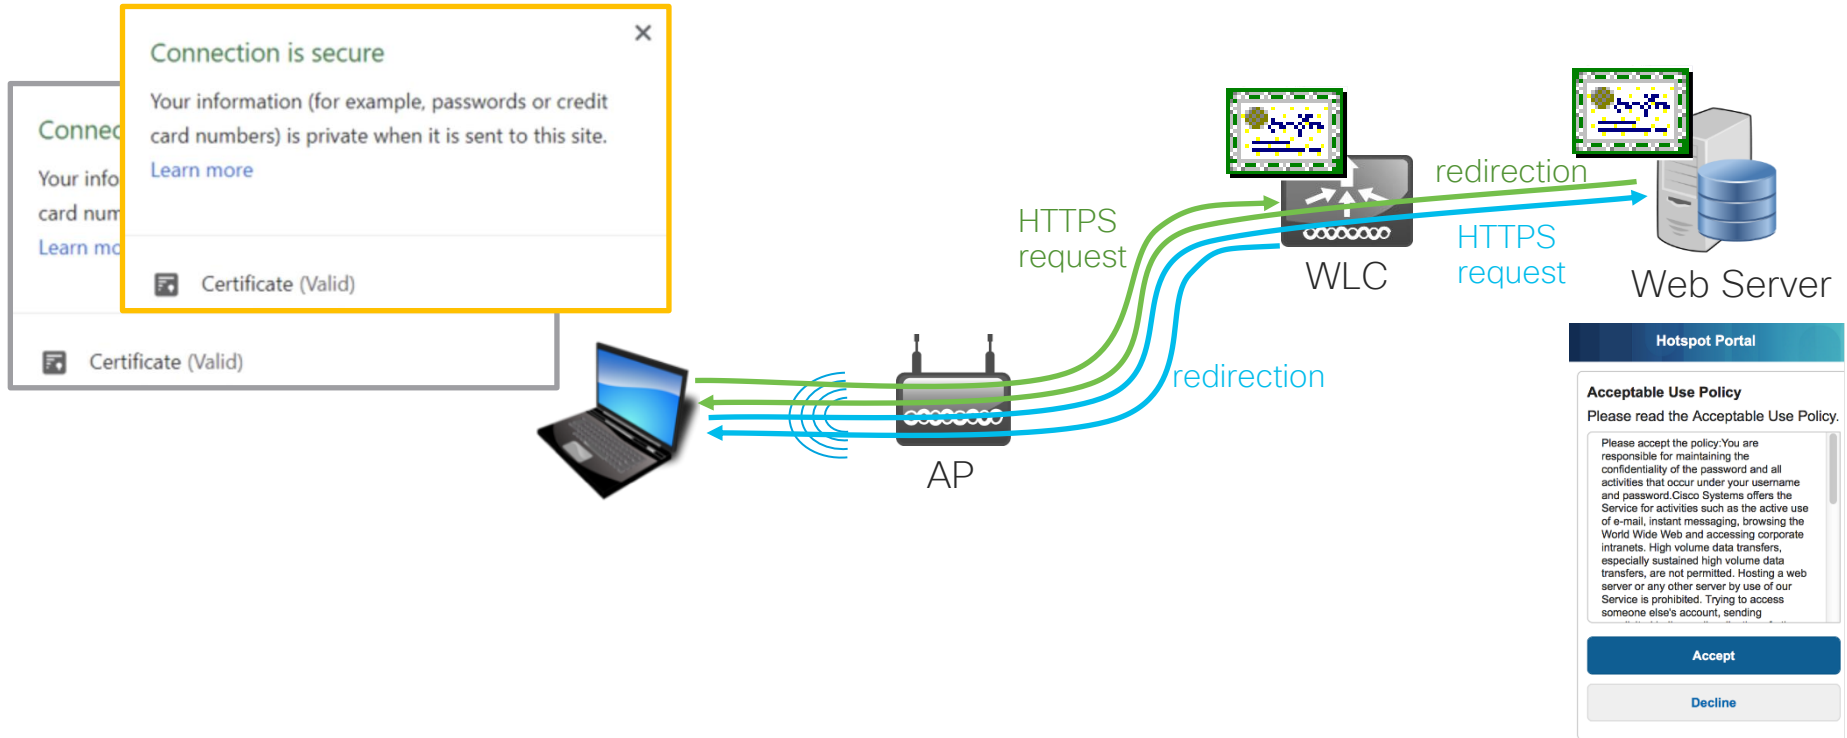 Connection is secure
Your information (for example, passwords or credit
card numbers) is private when it is sent to this site.
Learn more
Certificate (Valid)
Connec
Your info
card num
Learn mo
Certificate (Valid)
HTTPS
request
redirection
WLC
HTTPS
request
redirection
AP
Web Server
Hotspot Portal
Acceptable Use Policy
Please read the Acceptable Use Policy.
Please accept the policy:You are
responsible for maintaining the
confidentiality of the password and all
activities that occur under your username
and password.Cisco Systems offers the
Service for activities such as the active use
of e-mail, instant messaging, browsing the
World Wide Web and accessing corporate
intranets. High volume data transfers,
especially sustained high volume data
transfers, are not permitted. Hosting a web
server or any other server by use of our
Service is prohibited. Trying to access
someone else's account, sending
Accept
Decline